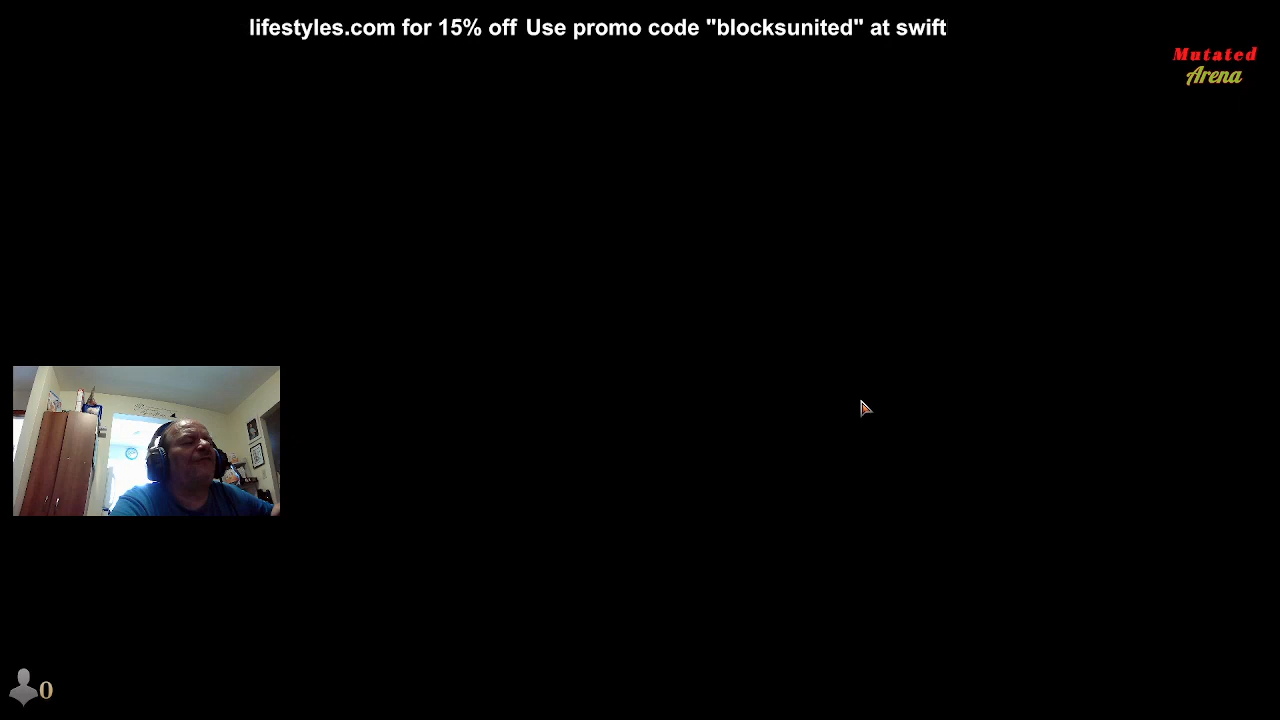 lifestyles.com for 15% off Use promo code "blocksunited" at swift
Mutated
Arena
0